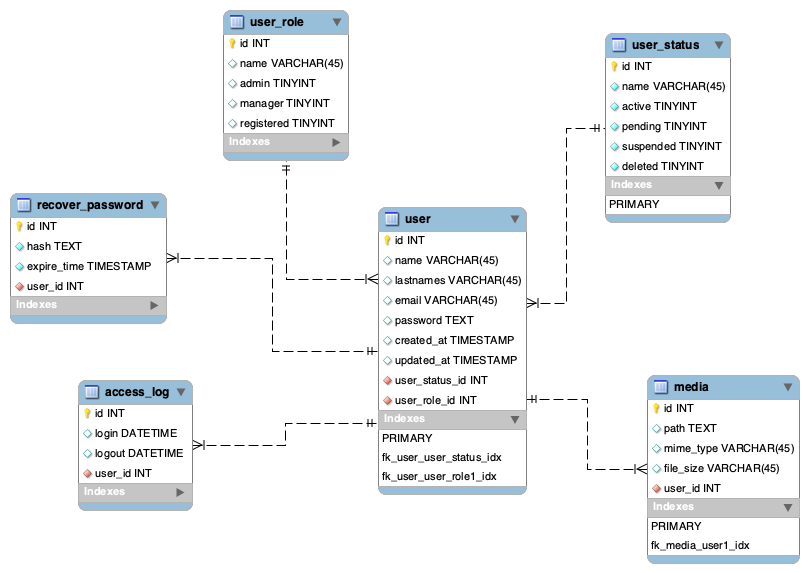 user_role
id INT
name VARCHAR(45)
admin TINYINT
manager TINYINT
registered TINYINT
Indexes
user_status
id INT
name VARCHAR(45)
active TINYINT
pending TINYINT
suspended TINYINT
deleted TINYINT
Indexes
PRIMARY
recover_password
id INT
hash TEXT
expire_time TIMESTAMP
user_id INT
Indexes
user
id INT
name VARCHAR(45)
lastnames VARCHAR(45)
email VARCHAR(45)
password TEXT
created_at TIMESTAMP
updated_at TIMESTAMP
user_status_id INT
user_role_id INT
Indexes
PRIMARY
fk_user_user_status_idx
fk_user_user_role1_idx
access_log
id INT
login DATETIME
logout DATETIME
user_id INT
Indexes
media
id INT
path TEXT
mime_type VARCHAR(45)
file_size VARCHAR(45)
user_id INT
Indexes
PRIMARY
fk_media_user1_idx